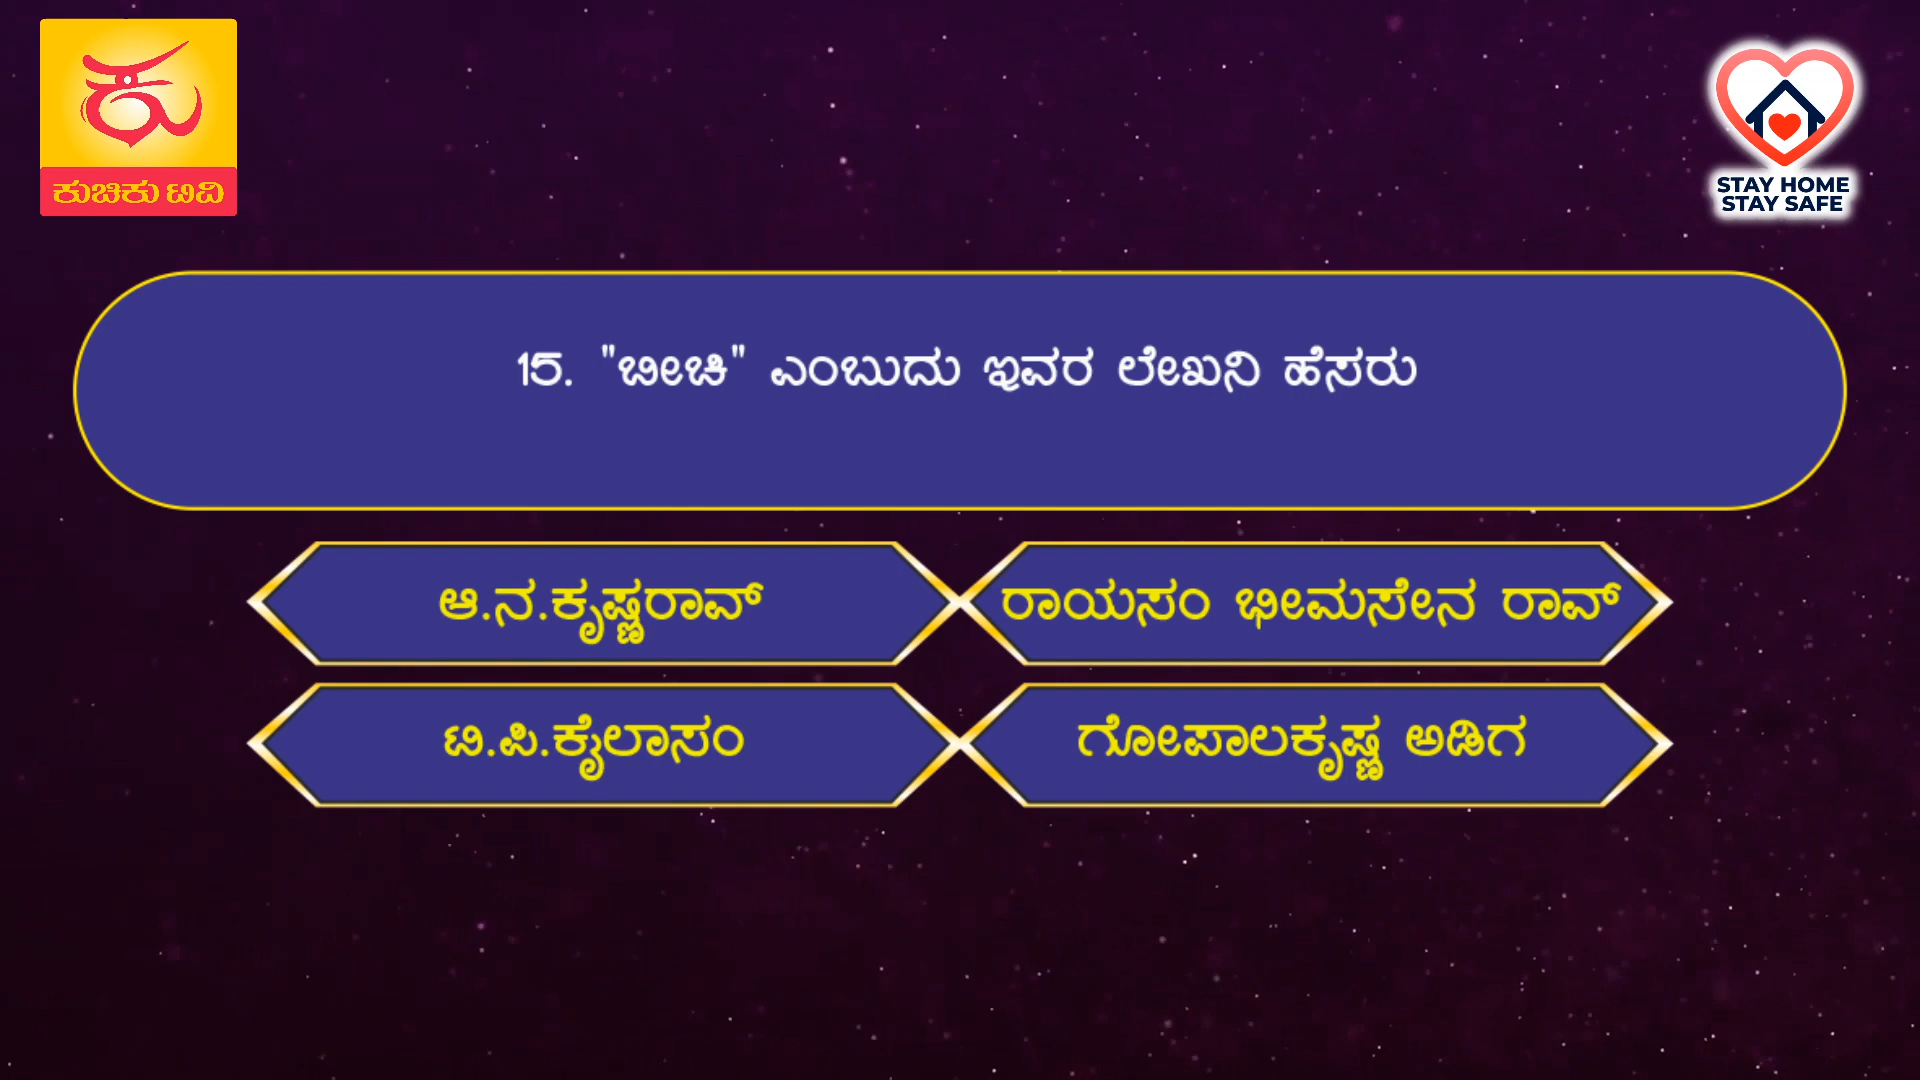 ಕು
ಕುಚಿಕು ಟಿವಿ
STAY HOME
STAY SAFE
15. "ಬೀಚಿ" ಎಂಬುದು ಇವರ ಲೇಖನಿ ಹೆಸರು
ಆ.ನ.ಕೃಷ್ಣರಾವ್
ರಾಯಸಂ ಭೀಮಸೇನ ರಾವ್
ಟಿ.ಪಿ.ಕೈಲಾಸಂ
ಗೋಪಾಲಕೃಷ್ಣ ಅಡಿಗ